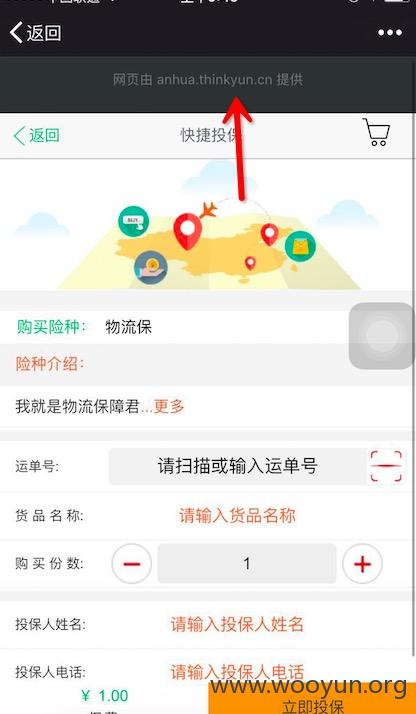 返回
网页由 anhua.thinkyun.cn 提供
返回
快捷投保
购买险种: 物流保
险种介绍:
我就是物流保障君...更多
运单号: 请扫描或输入运单号
货品名称: 请输入货品名称
购买份数: 1
投保人姓名: 请输入投保人姓名
投保人电话: 请输入投保人电话
¥ 1.00
立即投保
www.wooyun.org